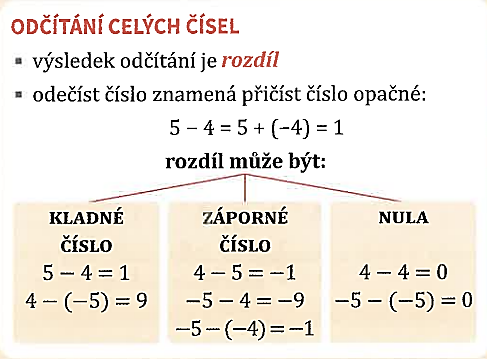 ODČÍTÁNÍ CELÝCH ČÍSEL
▪ výsledek odčítání je rozdíl
▪ odečíst číslo znamená přičíst číslo opačné:
5 − 4 = 5 + (−4) = 1
rozdíl může být:
KLADNÉ
ČÍSLO
5 − 4 = 1
4 − (−5) = 9
ZÁPORNÉ
ČÍSLO
4 − 5 = −1
−5 − 4 = −9
−5 − (−4) = −1
NULA
4 − 4 = 0
−5 − (−5) = 0